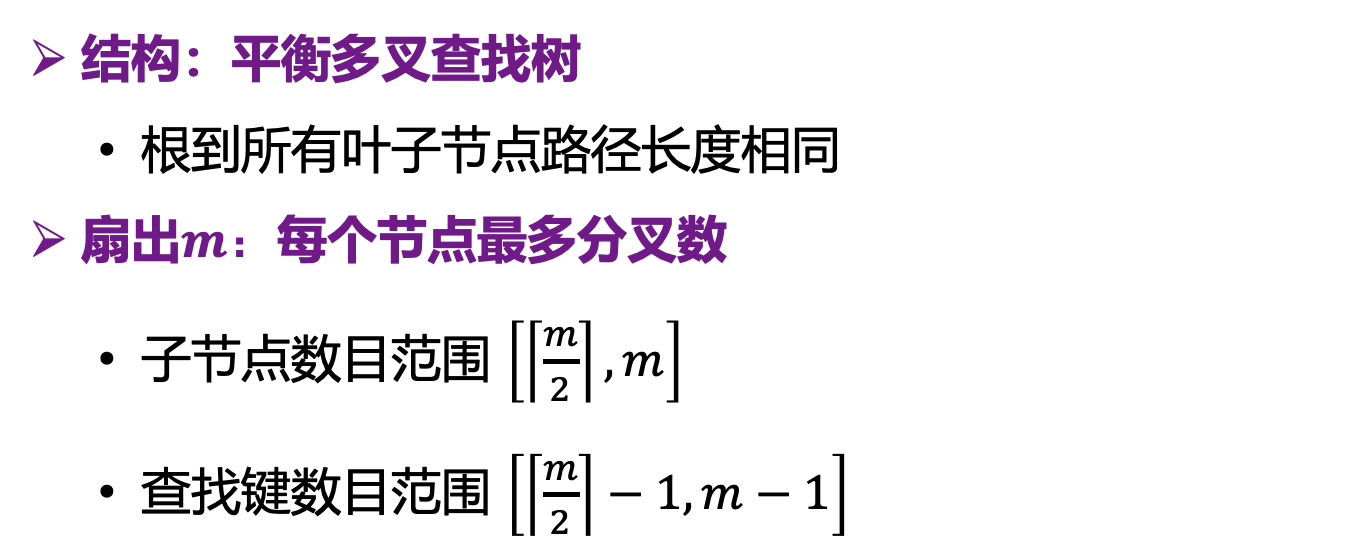 ➢ 结构：平衡多叉查找树
• 根到所有叶子节点路径长度相同
➢ 扇出m：每个节点最多分叉数
• 子节点数目范围 [⌈m/2⌉, m]
• 查找键数目范围 [⌈m/2⌉ − 1, m − 1]